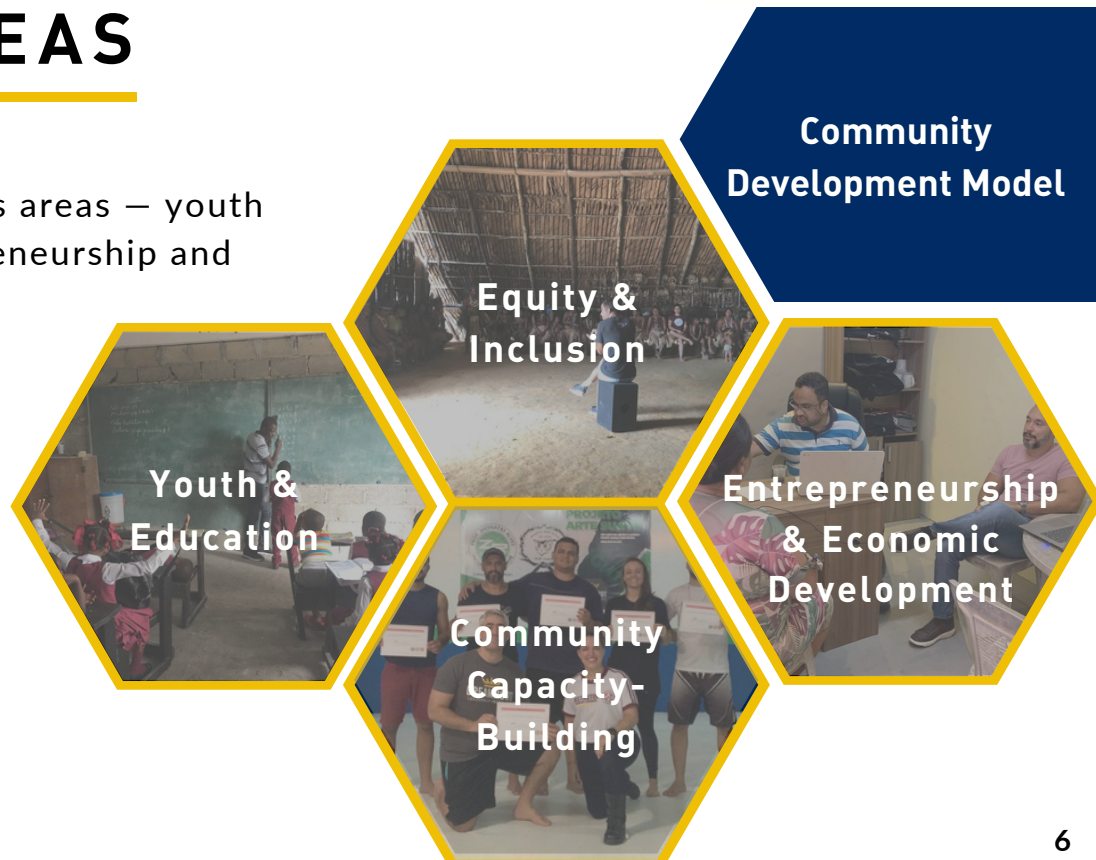 EAS
s areas — youth
eneurship and
Community
Development Model
Equity &
Inclusion
Youth &
Education
Entrepreneurship
& Economic
Development
Community
Capacity-
Building
PROJETO
6